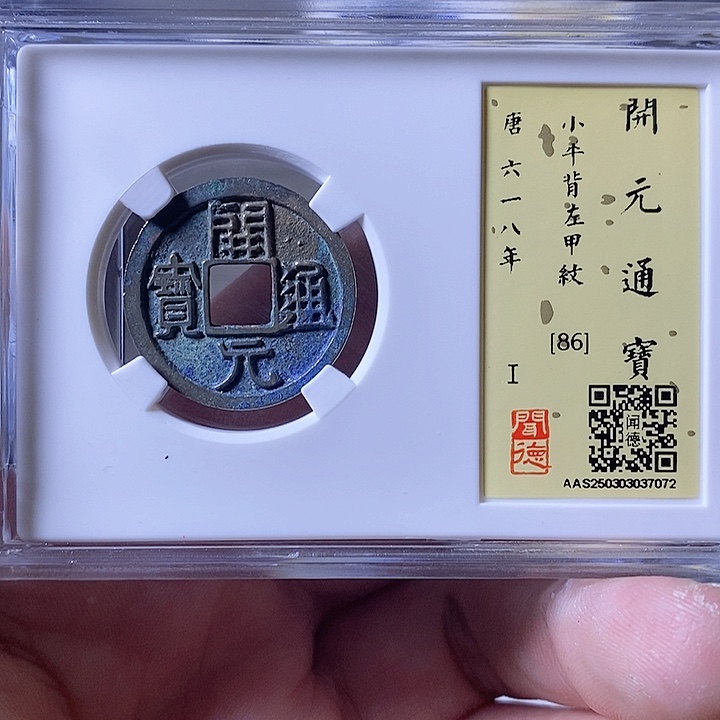 開元通寶
開元通寶
小平背左甲紋
唐 六一八年
[86]
I
聞德
闻德
AAS250303037072